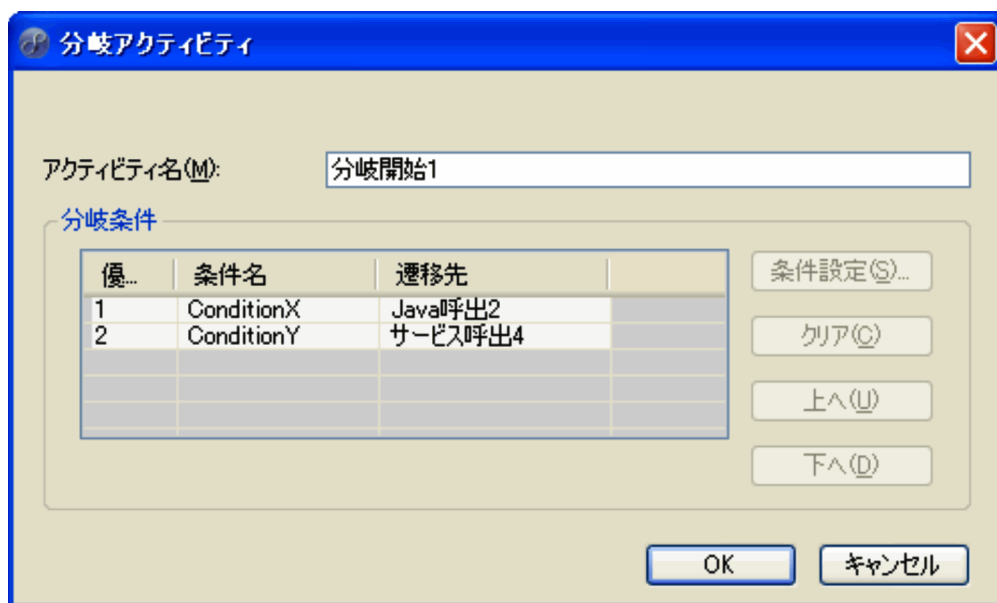 分岐アクティビティ
アクティビティ名(M): 分岐開始1
分岐条件
優... 条件名 遷移先
1 ConditionX Java呼出2
2 ConditionY サービス呼出4
条件設定(S)...
クリア(C)
上へ(U)
下へ(D)
OK キャンセル